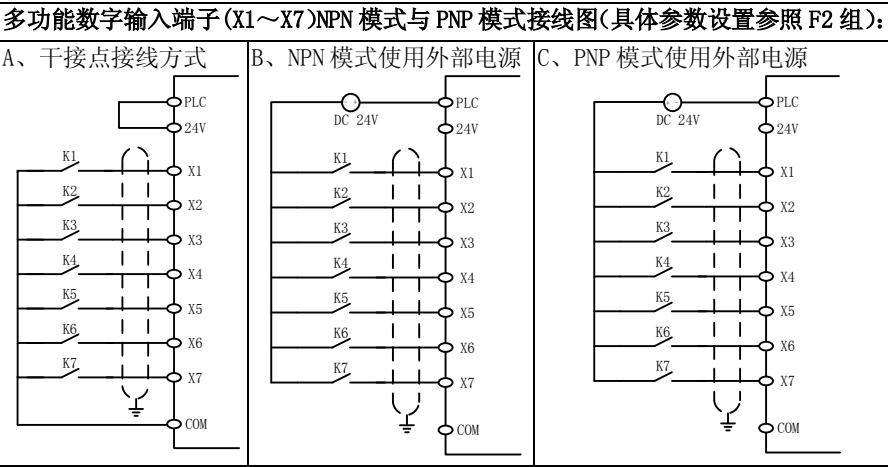 多功能数字输入端子(X1～X7)NPN 模式与 PNP 模式接线图(具体参数设置参照 F2 组):
A、干接点接线方式
PLC
24V
K1
X1
K2
X2
K3
X3
K4
X4
K5
X5
K6
X6
K7
X7
COM
B、NPN 模式使用外部电源
- +
PLC
DC 24V
24V
K1
X1
K2
X2
K3
X3
K4
X4
K5
X5
K6
X6
K7
X7
COM
C、PNP 模式使用外部电源
+ -
PLC
DC 24V
24V
K1
X1
K2
X2
K3
X3
K4
X4
K5
X5
K6
X6
K7
X7
COM